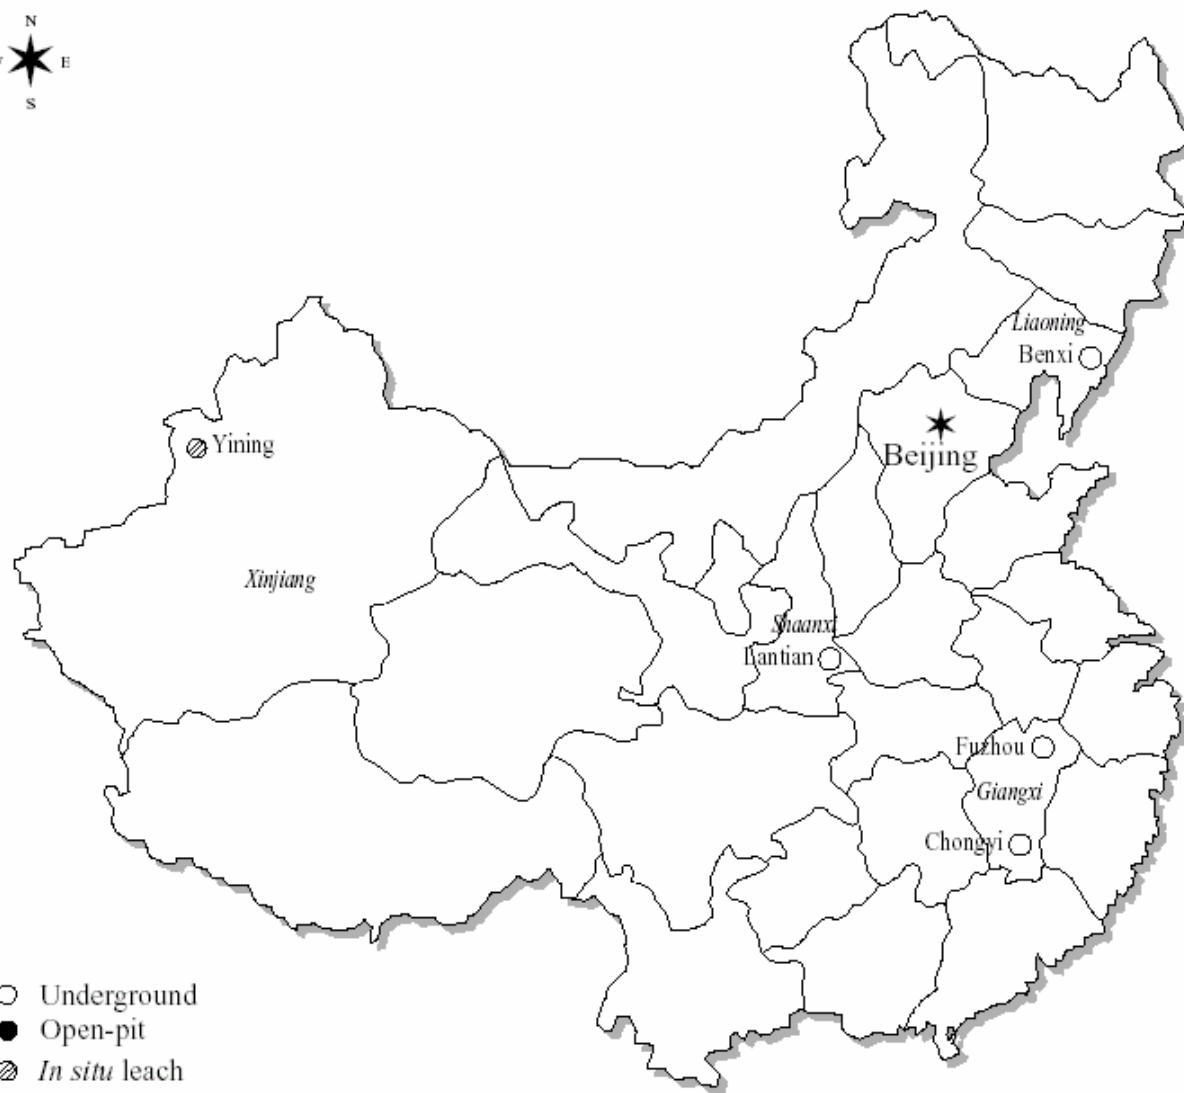 N
E
S
Liaoning
Benxi
Yining
Beijing
Xinjiang
Shaanxi
Lantian
Fuzhou
Giangxi
Chongyi
Underground
Open-pit
In situ leach